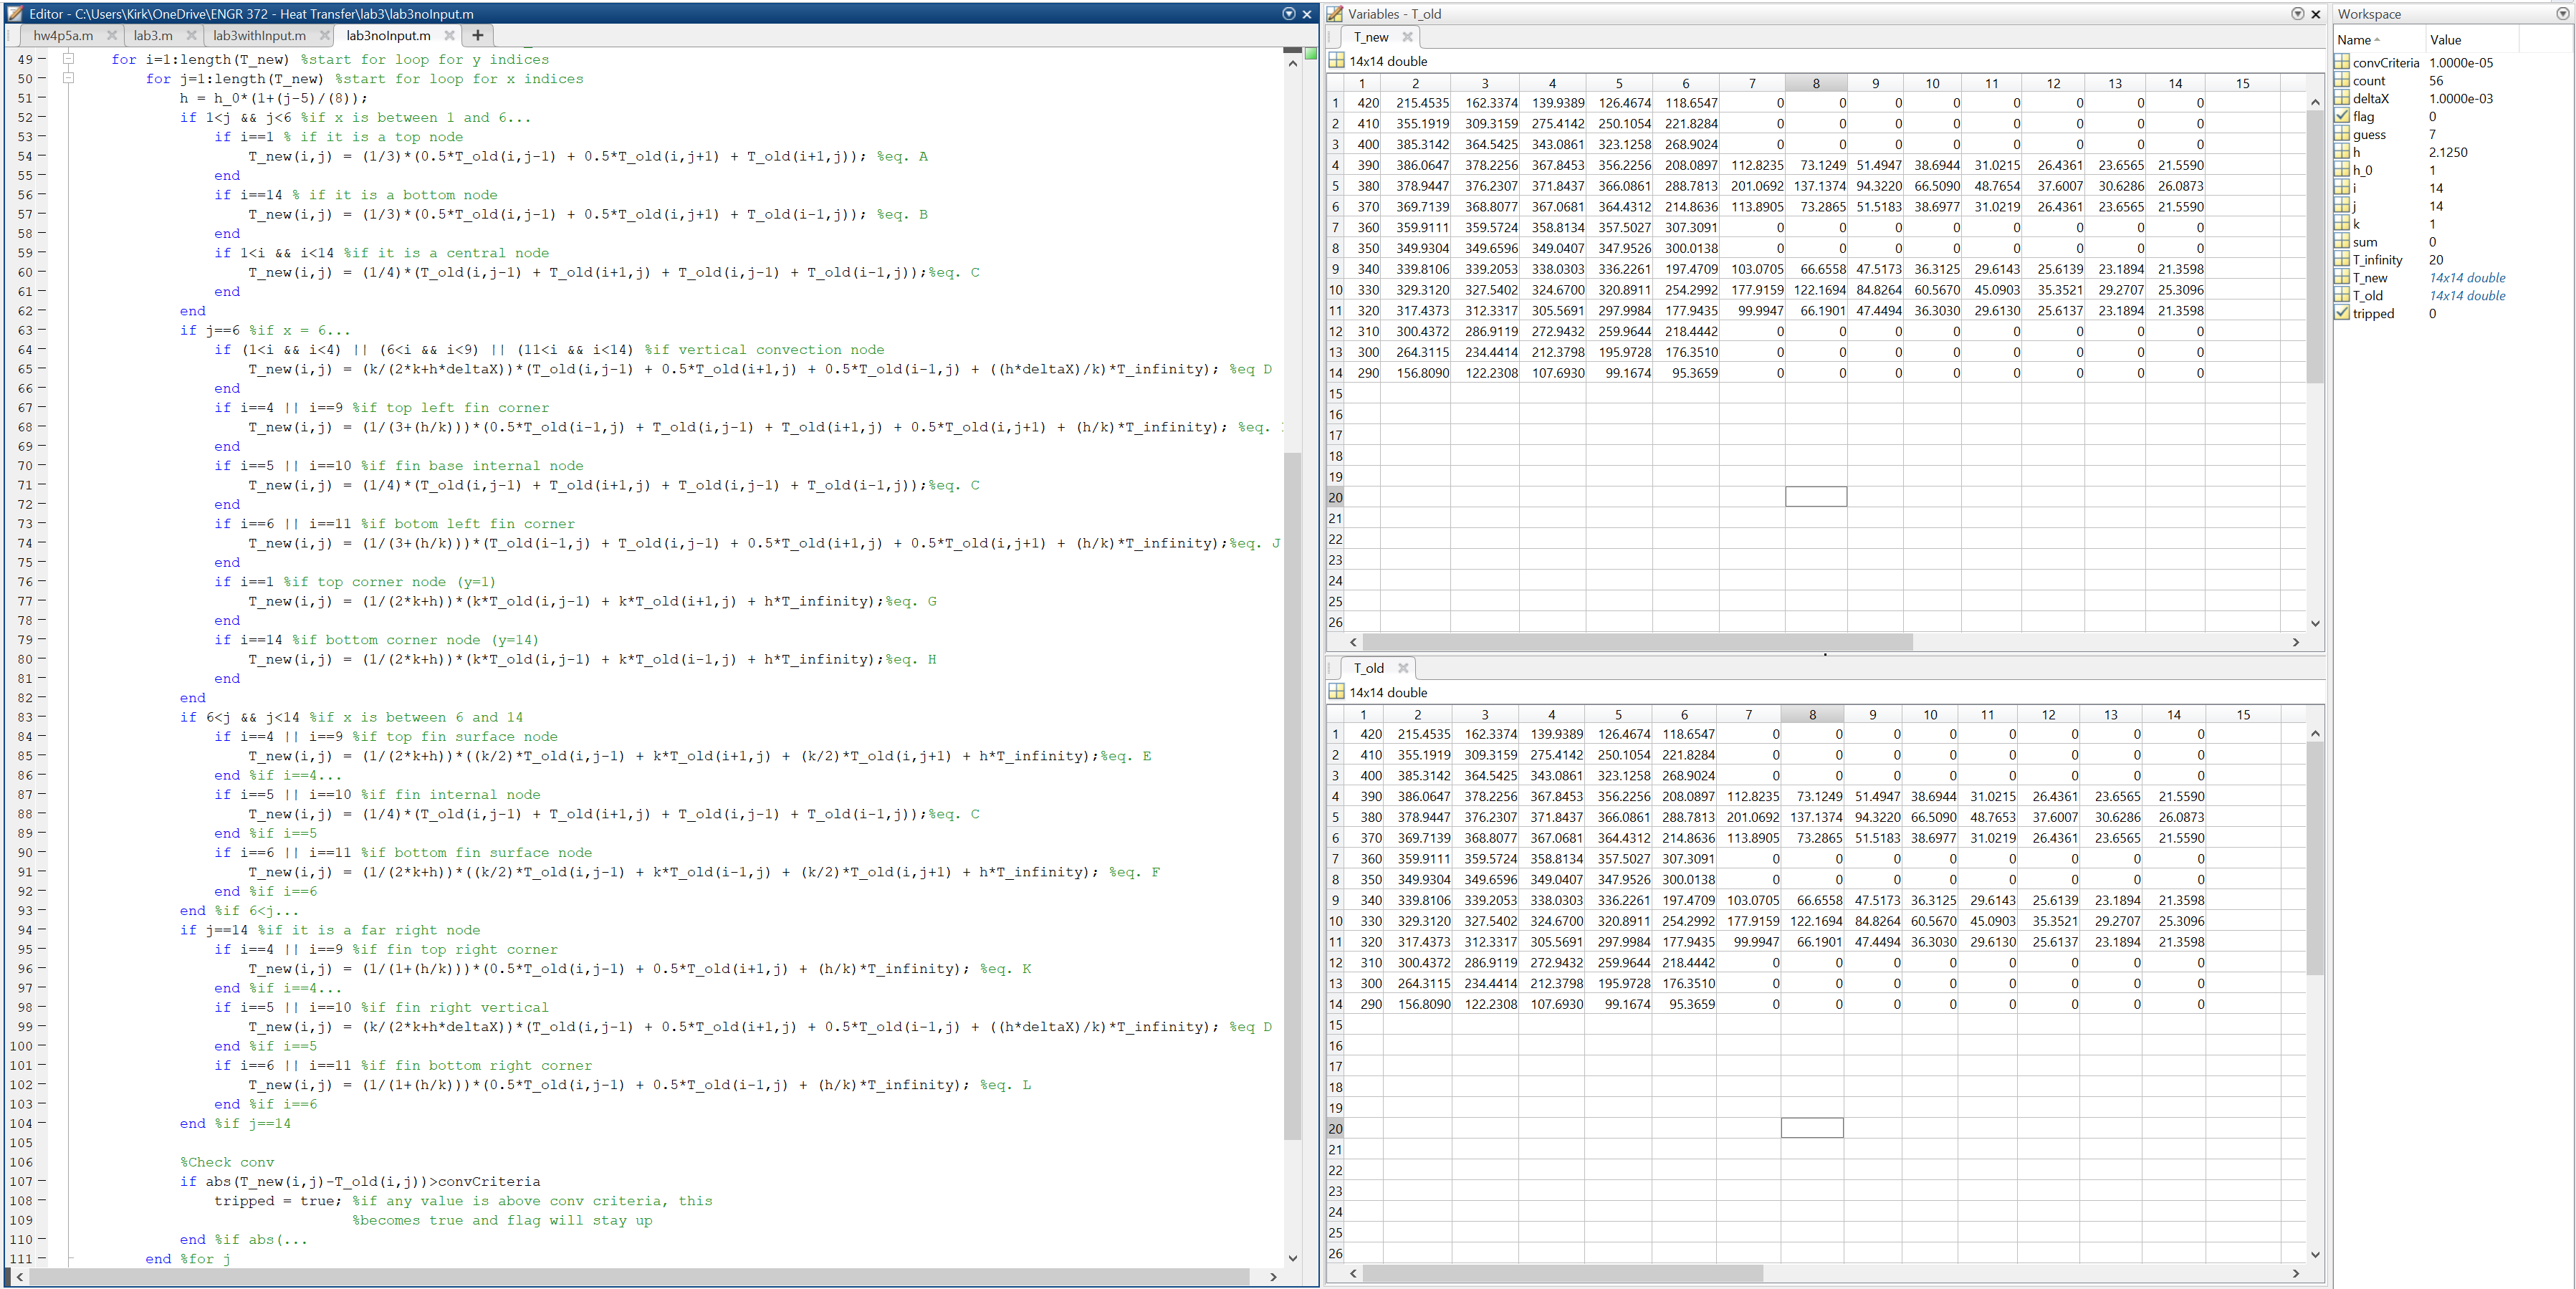 Editor - C:\Users\Kirk\OneDrive\ENGR 372 - Heat Transfer\lab3\lab3noInput.m
hw4p5a.m lab3.m lab3withInput.m lab3noInput.m +
49 for i=1:length(T_new) %start for loop for y indices
50 for j=1:length(T_new) %start for loop for x indices
51 h = h_0*(1+(j-5)/(8));
52 if 1<j && j<6 %if x is between 1 and 6...
53 if i==1 % if it is a top node
54 T_new(i,j) = (1/3)*(0.5*T_old(i,j-1) + 0.5*T_old(i,j+1) + T_old(i+1,j)); %eq. A
55 end
56 if i==14 % if it is a bottom node
57 T_new(i,j) = (1/3)*(0.5*T_old(i,j-1) + 0.5*T_old(i,j+1) + T_old(i-1,j)); %eq. B
58 end
59 if 1<i && i<14 %if it is a central node
60 T_new(i,j) = (1/4)*(T_old(i,j-1) + T_old(i+1,j) + T_old(i,j-1) + T_old(i-1,j));%eq. C
61 end
62 end
63 if j==6 %if x = 6...
64 if (1<i && i<4) || (6<i && i<9) || (11<i && i<14) %if vertical convection node
65 T_new(i,j) = (k/(2*k+h*deltaX))*(T_old(i,j-1) + 0.5*T_old(i+1,j) + 0.5*T_old(i-1,j) + ((h*deltaX)/k)*T_infinity); %eq D
66 end
67 if i==4 || i==9 %if top left fin corner
68 T_new(i,j) = (1/(3+(h/k)))*(0.5*T_old(i-1,j) + T_old(i,j-1) + T_old(i+1,j) + 0.5*T_old(i,j+1) + (h/k)*T_infinity); %eq.
69 end
70 if i==5 || i==10 %if fin base internal node
71 T_new(i,j) = (1/4)*(T_old(i,j-1) + T_old(i+1,j) + T_old(i,j-1) + T_old(i-1,j));%eq. C
72 end
73 if i==6 || i==11 %if botom left fin corner
74 T_new(i,j) = (1/(3+(h/k)))*(T_old(i-1,j) + T_old(i,j-1) + 0.5*T_old(i+1,j) + 0.5*T_old(i,j+1) + (h/k)*T_infinity);%eq. J
75 end
76 if i==1 %if top corner node (y=1)
77 T_new(i,j) = (1/(2*k+h))*(k*T_old(i,j-1) + k*T_old(i+1,j) + h*T_infinity);%eq. G
78 end
79 if i==14 %if bottom corner node (y=14)
80 T_new(i,j) = (1/(2*k+h))*(k*T_old(i,j-1) + k*T_old(i-1,j) + h*T_infinity);%eq. H
81 end
82 end
83 if 6<j && j<14 %if x is between 6 and 14
84 if i==4 || i==9 %if top fin surface node
85 T_new(i,j) = (1/(2*k+h))*((k/2)*T_old(i,j-1) + k*T_old(i+1,j) + (k/2)*T_old(i,j+1) + h*T_infinity);%eq. E
86 end %if i==4...
87 if i==5 || i==10 %if fin internal node
88 T_new(i,j) = (1/4)*(T_old(i,j-1) + T_old(i+1,j) + T_old(i,j-1) + T_old(i-1,j));%eq. C
89 end %if i==5
90 if i==6 || i==11 %if bottom fin surface node
91 T_new(i,j) = (1/(2*k+h))*((k/2)*T_old(i,j-1) + k*T_old(i-1,j) + (k/2)*T_old(i,j+1) + h*T_infinity); %eq. F
92 end %if i==6
93 end %if 6<j...
94 if j==14 %if it is a far right node
95 if i==4 || i==9 %if fin top right corner
96 T_new(i,j) = (1/(1+(h/k)))*(0.5*T_old(i,j-1) + 0.5*T_old(i+1,j) + (h/k)*T_infinity); %eq. K
97 end %if i==4...
98 if i==5 || i==10 %if fin right vertical
99 T_new(i,j) = (k/(2*k+h*deltaX))*(T_old(i,j-1) + 0.5*T_old(i+1,j) + 0.5*T_old(i-1,j) + ((h*deltaX)/k)*T_infinity); %eq D
100 end %if i==5
101 if i==6 || i==11 %if fin bottom right corner
102 T_new(i,j) = (1/(1+(h/k)))*(0.5*T_old(i,j-1) + 0.5*T_old(i-1,j) + (h/k)*T_infinity); %eq. L
103 end %if i==6
104 end %if j==14
105
106 %Check conv
107 if abs(T_new(i,j)-T_old(i,j))>convCriteria
108 tripped = true; %if any value is above conv criteria, this
109 %becomes true and flag will stay up
110 end %if abs(...
111 end %for j
Variables - T_old
T_new
14x14 double
1 2 3 4 5 6 7 8 9 10 11 12 13 14 15
1 420 215.4535 162.3374 139.9389 126.4674 118.6547 0 0 0 0 0 0 0 0
2 410 355.1919 309.3159 275.4142 250.1054 221.8284 0 0 0 0 0 0 0 0
3 400 385.3142 364.5425 343.0861 323.1258 268.9024 0 0 0 0 0 0 0 0
4 390 386.0647 378.2256 367.8453 356.2256 208.0897 112.8235 73.1249 51.4947 38.6944 31.0215 26.4361 23.6565 21.5590
5 380 378.9447 376.2307 371.8437 366.0861 288.7813 201.0692 137.1374 94.3220 66.5090 48.7654 37.6007 30.6286 26.0873
6 370 369.7139 368.8077 367.0681 364.4312 214.8636 113.8905 73.2865 51.5183 38.6977 31.0219 26.4361 23.6565 21.5590
7 360 359.9111 359.5724 358.8134 357.5027 307.3091 0 0 0 0 0 0 0 0
8 350 349.9304 349.6596 349.0407 347.9526 300.0138 0 0 0 0 0 0 0 0
9 340 339.8106 339.2053 338.0303 336.2261 197.4709 103.0705 66.6558 47.5173 36.3125 29.6143 25.6139 23.1894 21.3598
10 330 329.3120 327.5402 324.6700 320.8911 254.2992 177.9159 122.1694 84.8264 60.5670 45.0903 35.3521 29.2707 25.3096
11 320 317.4373 312.3317 305.5691 297.9984 177.9435 99.9947 66.1901 47.4494 36.3030 29.6130 25.6137 23.1894 21.3598
12 310 300.4372 286.9119 272.9432 259.9644 218.4442 0 0 0 0 0 0 0 0
13 300 264.3115 234.4414 212.3798 195.9728 176.3510 0 0 0 0 0 0 0 0
14 290 156.8090 122.2308 107.6930 99.1674 95.3659 0 0 0 0 0 0 0 0
15
16
17
18
19
20
21
22
23
24
25
26
T_old
14x14 double
1 2 3 4 5 6 7 8 9 10 11 12 13 14 15
1 420 215.4535 162.3374 139.9389 126.4674 118.6547 0 0 0 0 0 0 0 0
2 410 355.1919 309.3159 275.4142 250.1054 221.8284 0 0 0 0 0 0 0 0
3 400 385.3142 364.5425 343.0861 323.1258 268.9024 0 0 0 0 0 0 0 0
4 390 386.0647 378.2256 367.8453 356.2256 208.0897 112.8235 73.1249 51.4947 38.6944 31.0215 26.4361 23.6565 21.5590
5 380 378.9447 376.2307 371.8437 366.0861 288.7813 201.0692 137.1374 94.3220 66.5090 48.7653 37.6007 30.6286 26.0873
6 370 369.7139 368.8077 367.0681 364.4312 214.8636 113.8905 73.2865 51.5183 38.6977 31.0219 26.4361 23.6565 21.5590
7 360 359.9111 359.5724 358.8134 357.5027 307.3091 0 0 0 0 0 0 0 0
8 350 349.9304 349.6596 349.0407 347.9526 300.0138 0 0 0 0 0 0 0 0
9 340 339.8106 339.2053 338.0303 336.2261 197.4709 103.0705 66.6558 47.5173 36.3125 29.6143 25.6139 23.1894 21.3598
10 330 329.3120 327.5402 324.6700 320.8911 254.2992 177.9159 122.1694 84.8264 60.5670 45.0903 35.3521 29.2707 25.3096
11 320 317.4373 312.3317 305.5691 297.9984 177.9435 99.9947 66.1901 47.4494 36.3030 29.6130 25.6137 23.1894 21.3598
12 310 300.4372 286.9119 272.9432 259.9644 218.4442 0 0 0 0 0 0 0 0
13 300 264.3115 234.4414 212.3798 195.9728 176.3510 0 0 0 0 0 0 0 0
14 290 156.8090 122.2308 107.6930 99.1674 95.3659 0 0 0 0 0 0 0 0
15
16
17
18
19
20
21
22
23
24
25
26
Workspace
Name Value
convCriteria 1.0000e-05
count 56
deltaX 1.0000e-03
flag 0
guess 7
h 2.1250
h_0 1
i 14
j 14
k 1
sum 0
T_infinity 20
T_new 14x14 double
T_old 14x14 double
tripped 0